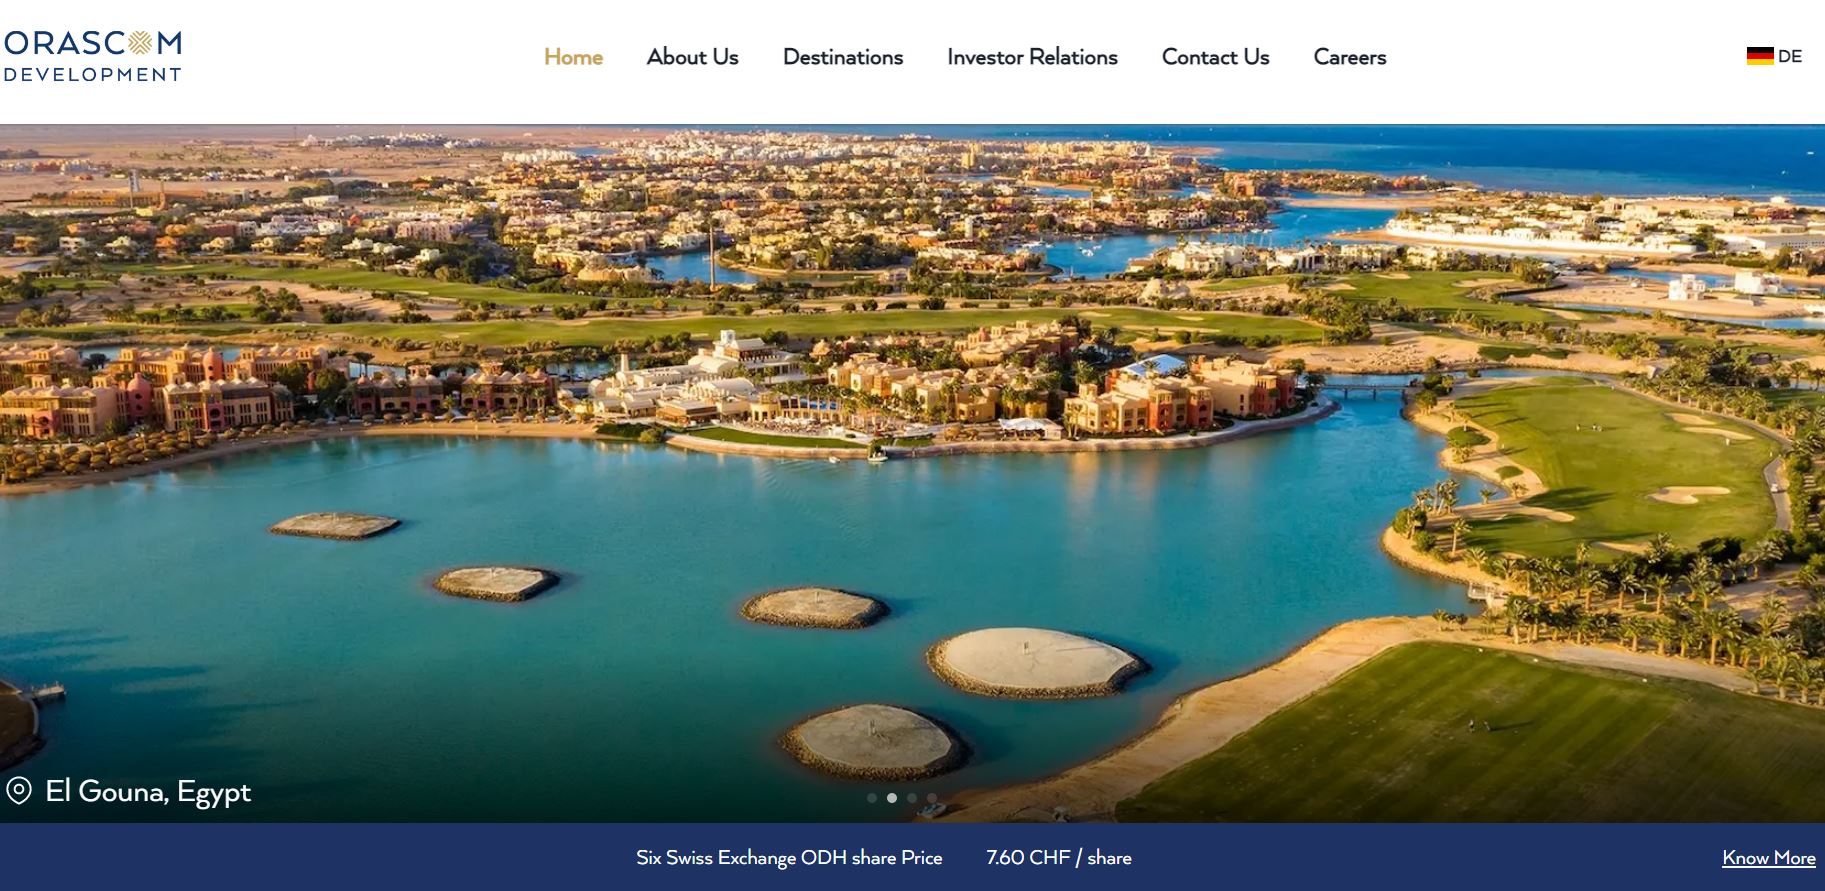 ORASCOM
DEVELOPMENT
Home About Us Destinations Investor Relations Contact Us Careers
DE
El Gouna, Egypt
Six Swiss Exchange ODH share Price 7.60 CHF / share
Know More